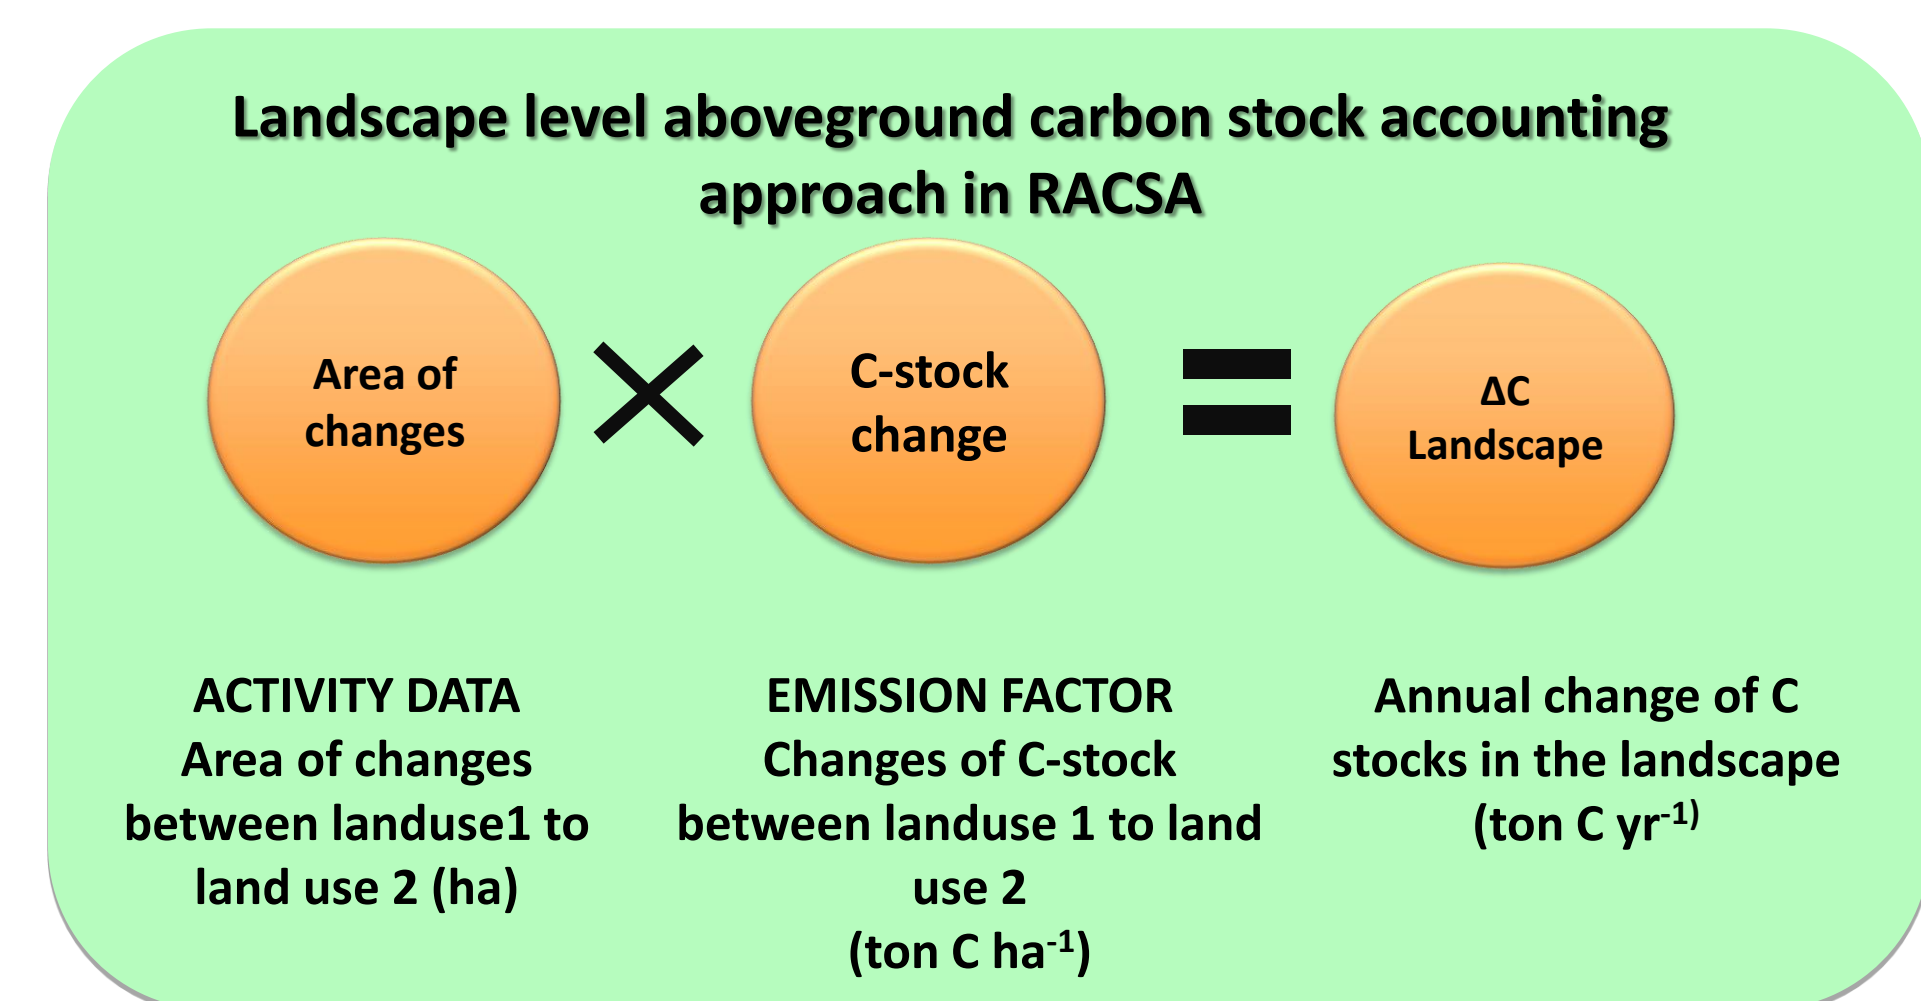 Landscape level aboveground carbon stock accounting
approach in RACSA
Area of
changes
C-stock
change
ΔC
Landscape
ACTIVITY DATA
Area of changes
between landuse1 to
land use 2 (ha)
EMISSION FACTOR
Changes of C-stock
between landuse 1 to land
use 2
(ton C ha⁻¹)
Annual change of C
stocks in the landscape
(ton C yr⁻¹⁾